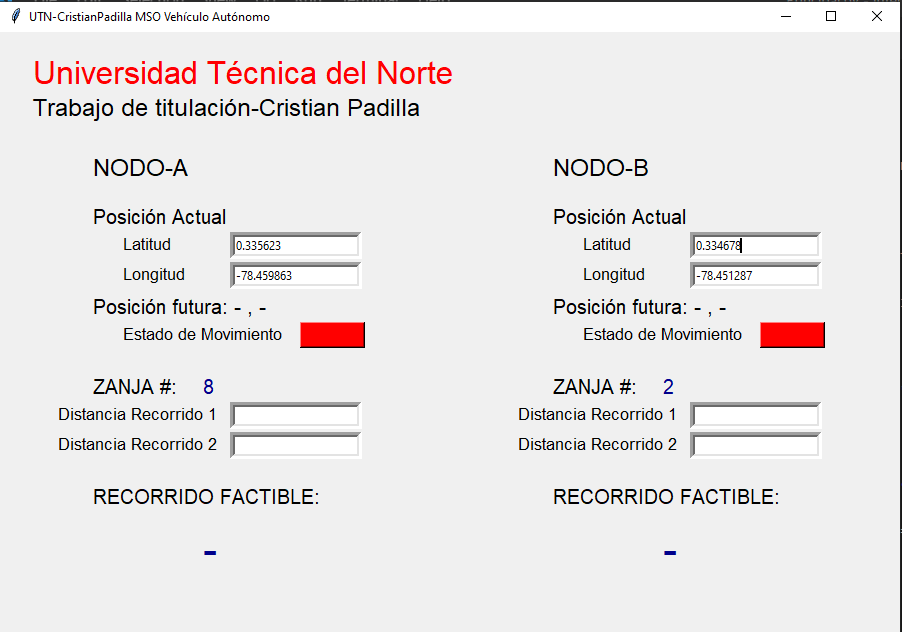 UTN-CristianPadilla MSO Vehículo Autónomo
Universidad Técnica del Norte
Trabajo de titulación-Cristian Padilla
NODO-A
Posición Actual
Latitud 0.335623
Longitud -78.459863
Posición futura: - , -
Estado de Movimiento
ZANJA #: 8
Distancia Recorrido 1
Distancia Recorrido 2
RECORRIDO FACTIBLE:
-
NODO-B
Posición Actual
Latitud 0.334678
Longitud -78.451287
Posición futura: - , -
Estado de Movimiento
ZANJA #: 2
Distancia Recorrido 1
Distancia Recorrido 2
RECORRIDO FACTIBLE:
-